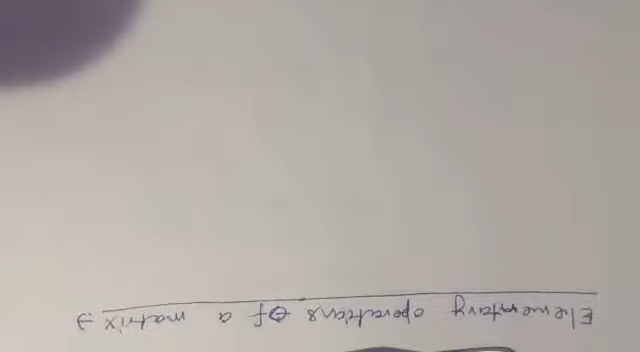 Elementary operations of a matrix :→